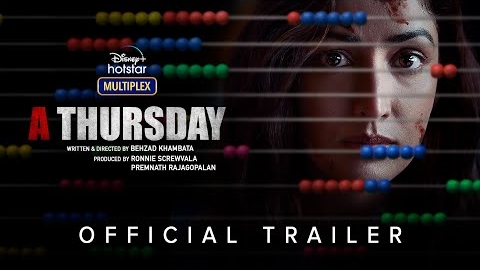 Disney+
hotstar
MULTIPLEX
A THURSDAY
WRITTEN & DIRECTED BY BEHZAD KHAMBATA
PRODUCED BY RONNIE SCREWVALA
PREMNATH RAJAGOPALAN
OFFICIAL TRAILER